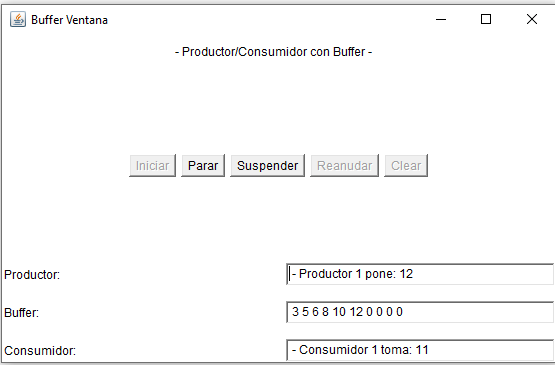 Buffer Ventana
- Productor/Consumidor con Buffer -
Iniciar Parar Suspender Reanudar Clear
Productor: - Productor 1 pone: 12
Buffer: 3 5 6 8 10 12 0 0 0 0
Consumidor: - Consumidor 1 toma: 11